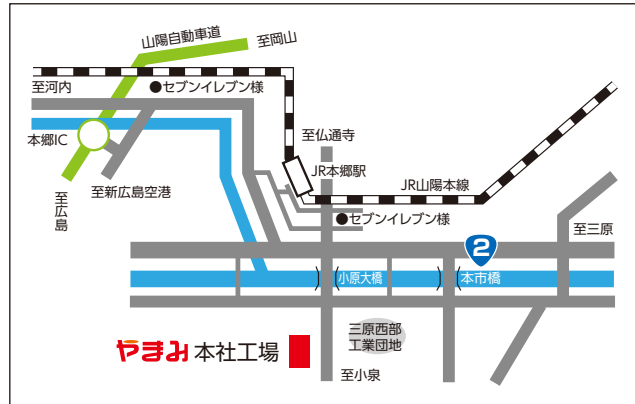 山陽自動車道
至岡山
至河内
●セブンイレブン様
本郷IC
至仏通寺
JR本郷駅
JR山陽本線
至広島
至新広島空港
●セブンイレブン様
至三原
2
小原大橋
本市橋
やまみ 本社工場
三原西部
工業団地
至小泉